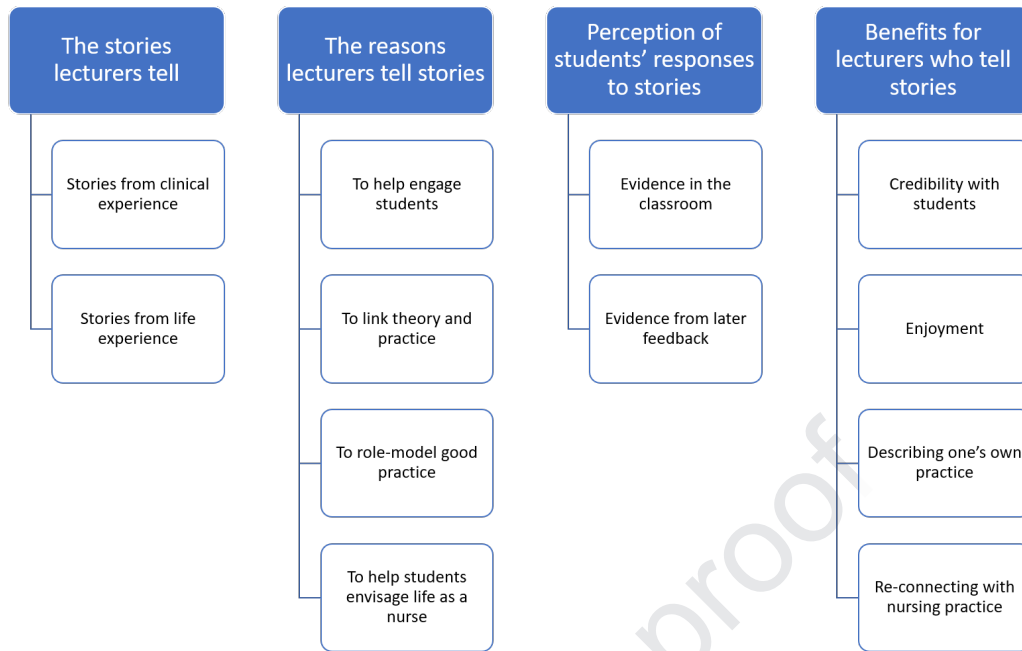 The stories
lecturers tell
Stories from clinical
experience
Stories from life
experience
The reasons
lecturers tell stories
To help engage
students
To link theory and
practice
To role-model good
practice
To help students
envisage life as a
nurse
Perception of
students’ responses
to stories
Evidence in the
classroom
Evidence from later
feedback
Benefits for
lecturers who tell
stories
Credibility with
students
Enjoyment
Describing one’s own
practice
Re-connecting with
nursing practice
proof